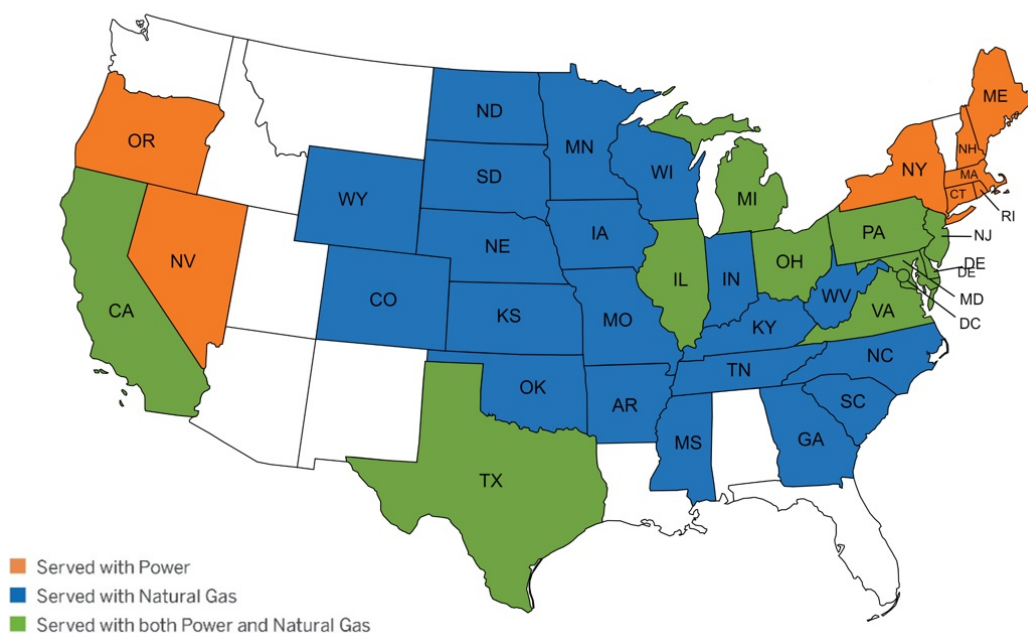 ME
ND
OR
MN
NH
NY
WI
MA
SD
MI
CT
WY
RI
IA
PA
NJ
NE
OH
NV
IL
IN
DE
DE
CO
WV
MD
CA
KS
MO
VA
DC
KY
NC
TN
OK
AR
SC
MS
GA
TX
Served with Power
Served with Natural Gas
Served with both Power and Natural Gas